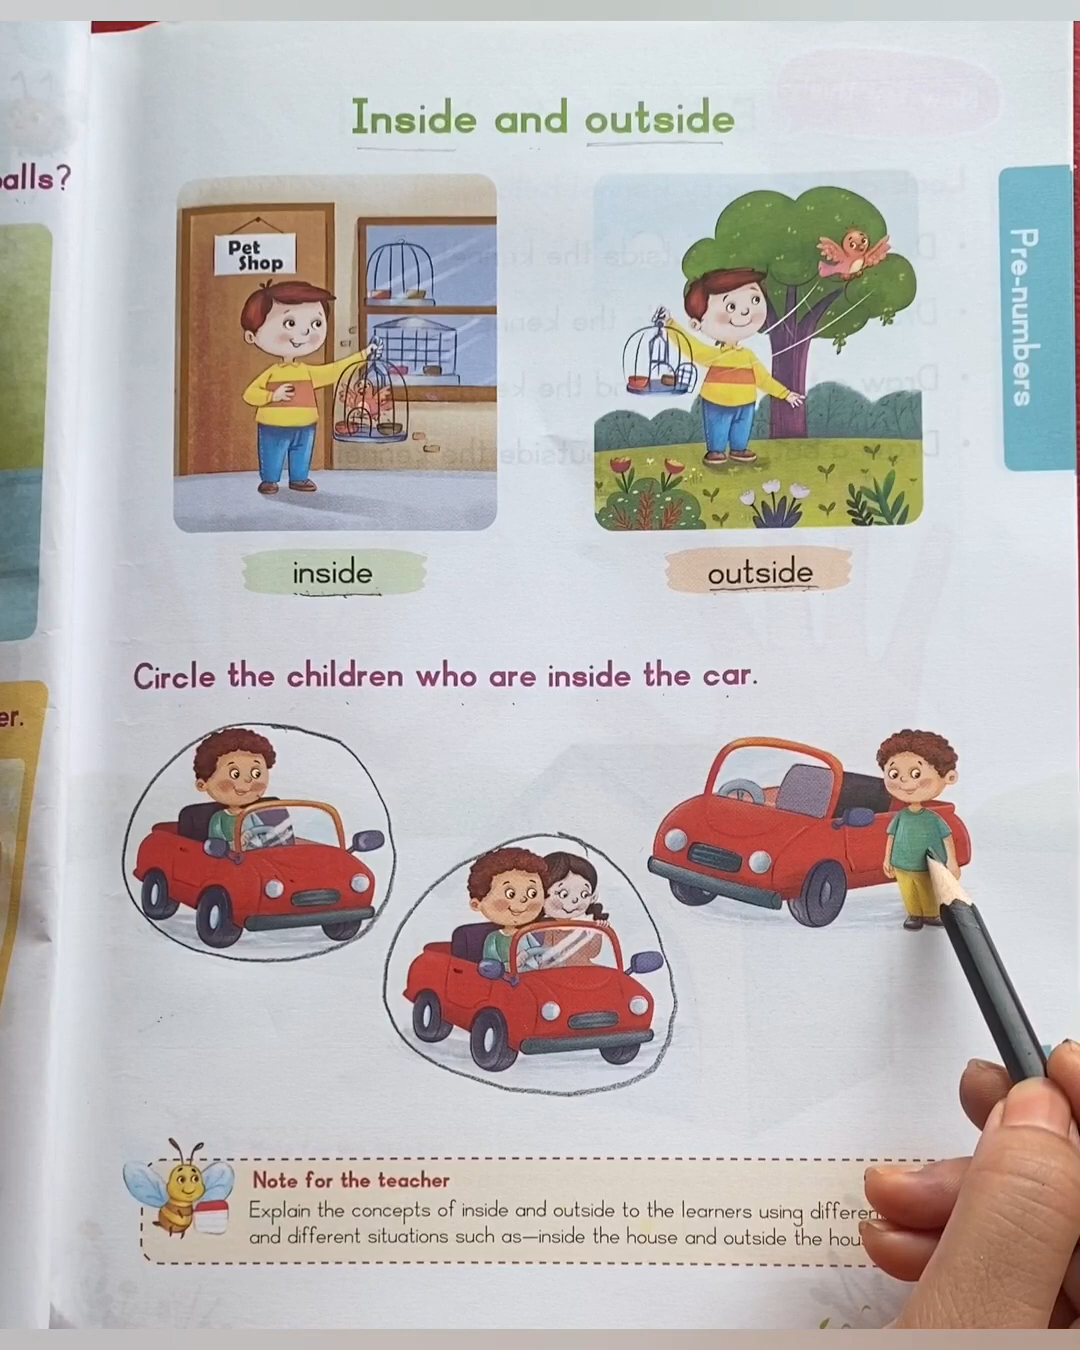 Inside and outside
alls?
Pet
Shop
Pre-numbers
inside
outside
Circle the children who are inside the car.
er.
Note for the teacher
Explain the concepts of inside and outside to the learners using
and different situations such as—inside the house and outside the